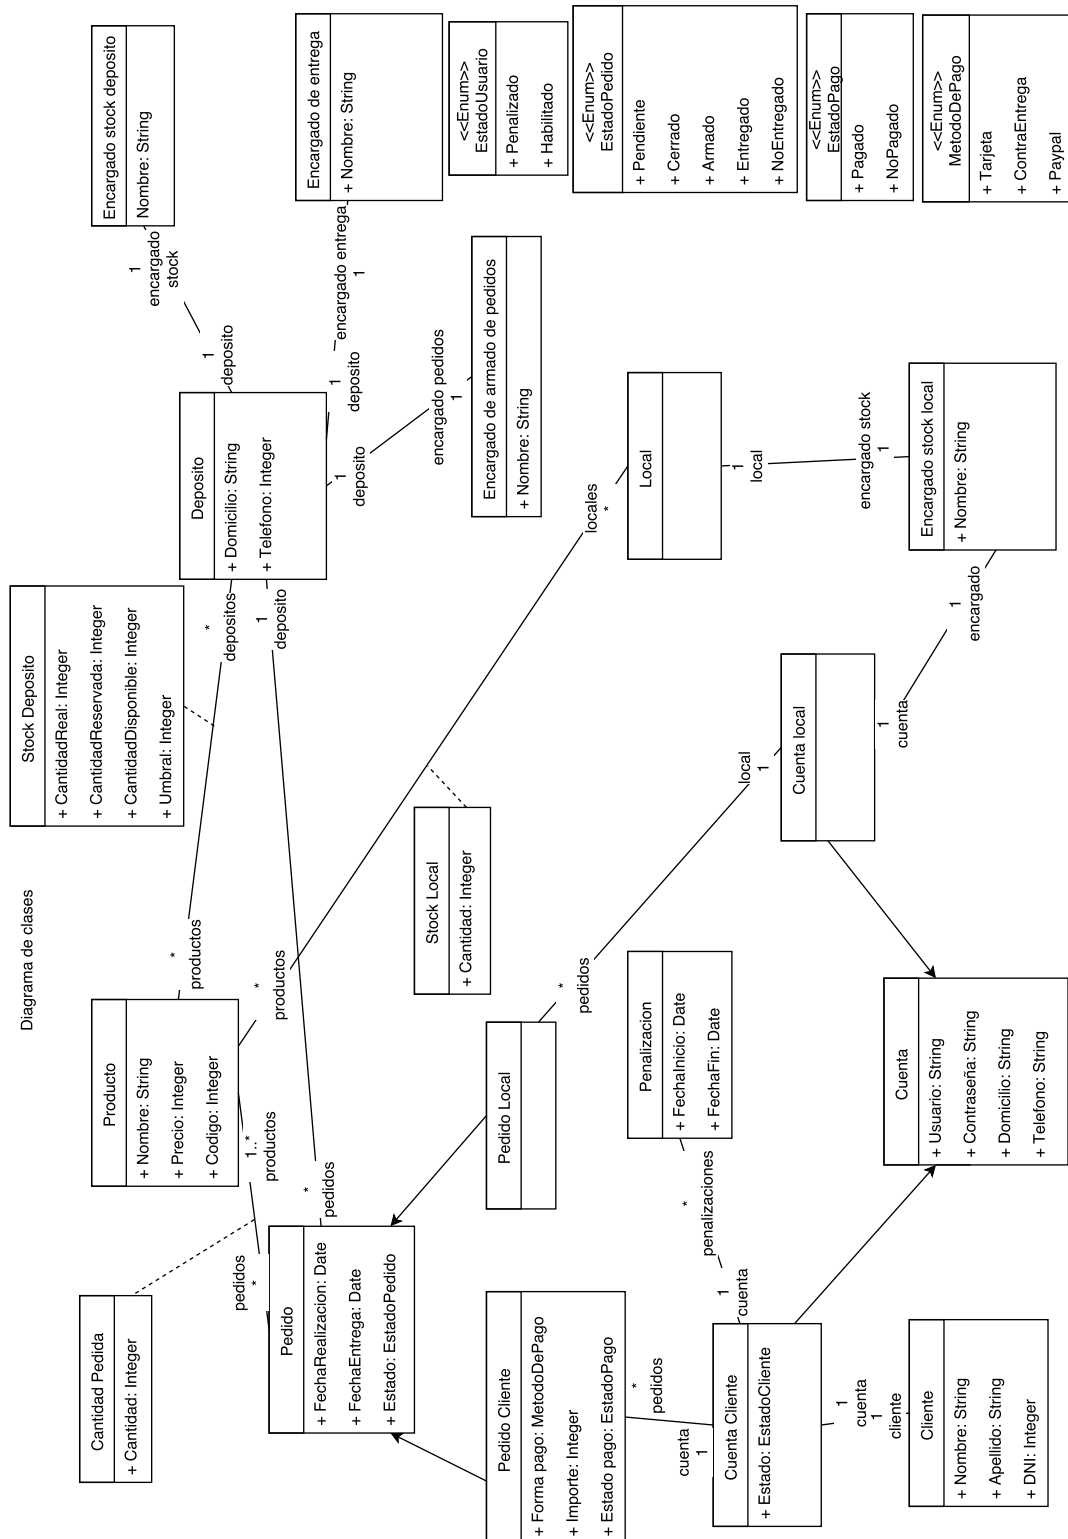 Diagrama de clases
Cantidad Pedida
+ Cantidad: Integer
Producto
+ Nombre: String
+ Precio: Integer
+ Codigo: Integer
Stock Deposito
+ CantidadReal: Integer
+ CantidadReservada: Integer
+ CantidadDisponible: Integer
+ Umbral: Integer
Deposito
+ Domicilio: String
+ Telefono: Integer
Encargado stock deposito
Nombre: String
pedidos
*
1..*
productos
*
productos
*
depositos
1
deposito
1
encargado
stock
Pedido
+ FechaRealizacion: Date
+ FechaEntrega: Date
+ Estado: EstadoPedido
*
pedidos
1
deposito
*
productos
locales
*
1
deposito
encargado entrega
1
Encargado de entrega
+ Nombre: String
1
deposito
encargado pedidos
1
Encargado de armado de pedidos
+ Nombre: String
Stock Local
+ Cantidad: Integer
<<Enum>>
EstadoUsuario
+ Penalizado
+ Habilitado
Pedido Cliente
+ Forma pago: MetodoDePago
+ Importe: Integer
+ Estado pago: EstadoPago
Pedido Local
*
pedidos
local
1
Local
<<Enum>>
EstadoPedido
+ Pendiente
+ Cerrado
+ Armado
+ Entregado
+ NoEntregado
Penalizacion
+ FechaInicio: Date
+ FechaFin: Date
*
pedidos
cuenta
1
*
penalizaciones
1
cuenta
Cuenta Cliente
+ Estado: EstadoCliente
Cuenta local
1
local
encargado stock
1
<<Enum>>
EstadoPago
+ Pagado
+ NoPagado
1
cuenta
1
cliente
1
cuenta
1
encargado
Cliente
+ Nombre: String
+ Apellido: String
+ DNI: Integer
Cuenta
+ Usuario: String
+ Contraseña: String
+ Domicilio: String
+ Telefono: String
Encargado stock local
+ Nombre: String
<<Enum>>
MetodoDePago
+ Tarjeta
+ ContraEntrega
+ Paypal